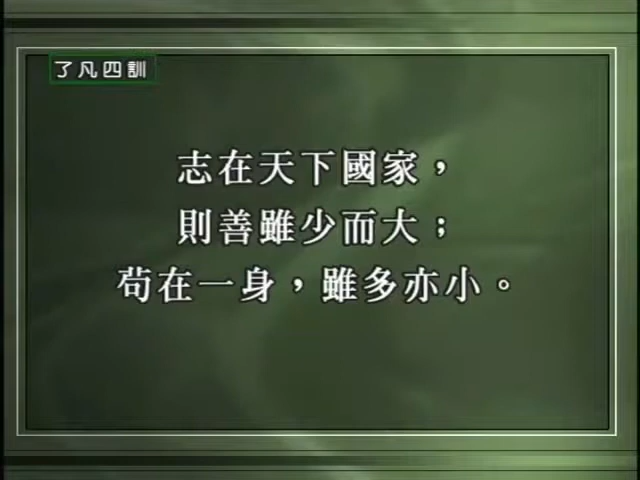 了凡四訓
志在天下國家，
則善雖少而大；
苟在一身，雖多亦小。